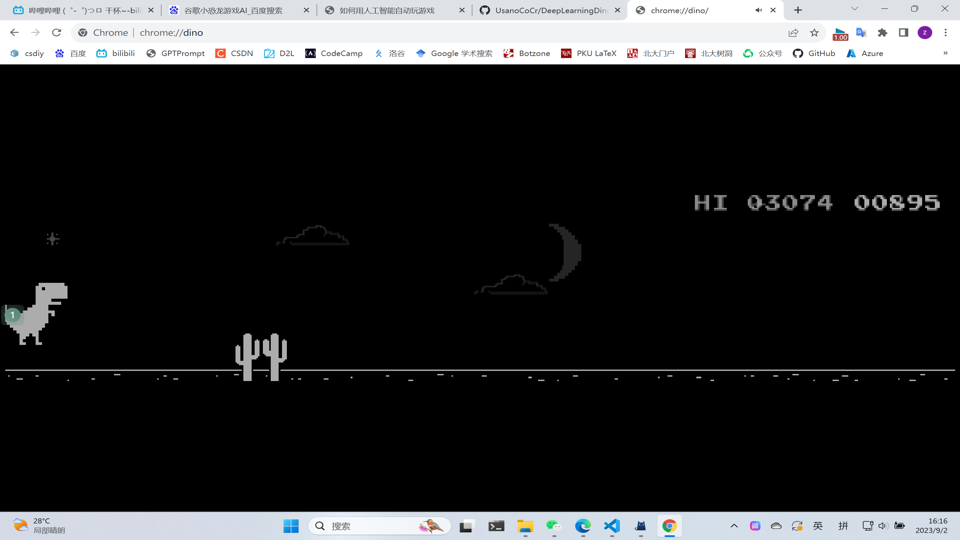 哔哩哔哩 (゜-゜)つロ 干杯~-bili
谷歌小恐龙游戏AI_百度搜索
如何用人工智能自动玩游戏
UsanoCoCr/DeepLearningDin
chrome://dino/
Chrome | chrome://dino
1.00
z
csdiy
百度
bilibili
GPTPrompt
CSDN
D2L
CodeCamp
洛谷
Google 学术搜索
Botzone
PKU LaTeX
北大门户
北大树洞
公众号
GitHub
Azure
»
HI 03074 00895
1
28°C
局部晴朗
搜索
英
拼
16:16
2023/9/2